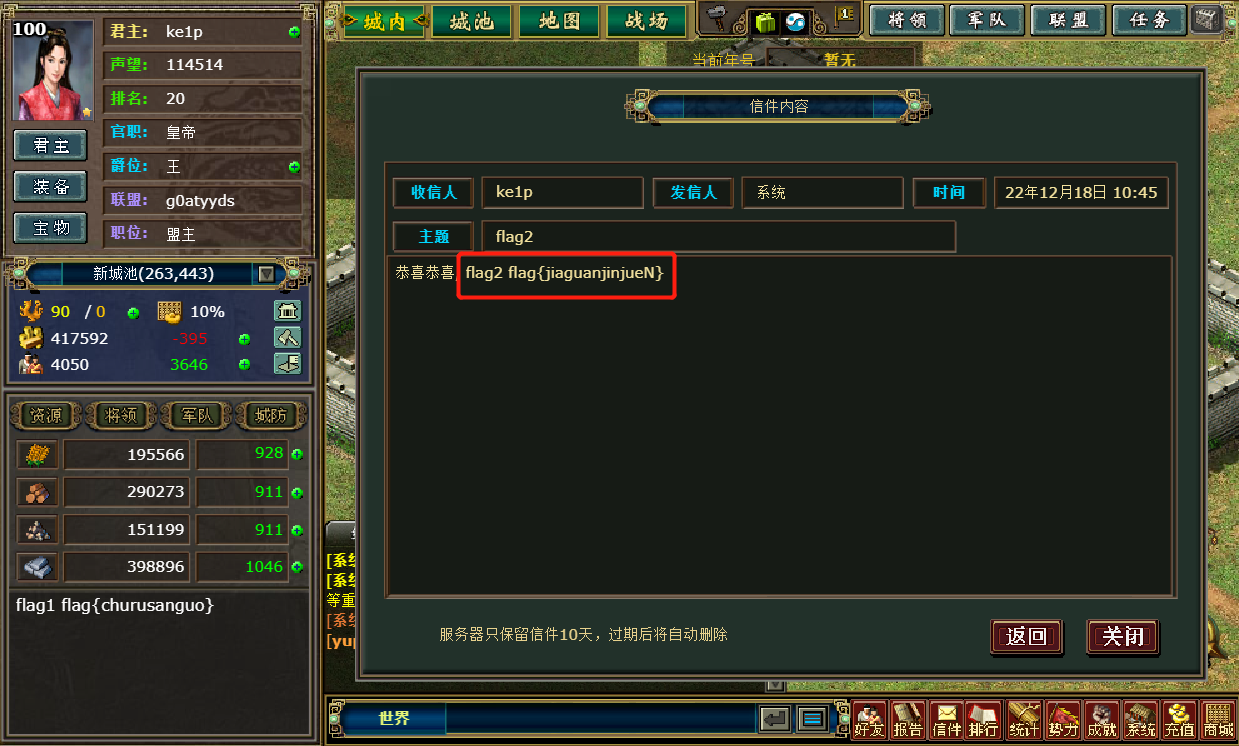 100
君主: ke1p
声望: 114514
排名: 20
官职: 皇帝
爵位: 王
联盟: g0atyyds
职位: 盟主
君主
装备
宝物
新城池(263,443)
90 / 0 10%
417592 -395
4050 3646
资源 将领 军队 城防
195566 928
290273 911
151199 911
398896 1046
flag1 flag{churusanguo}
城内 城池 地图 战场 1 将领 军队 联盟 任务
当前年号 暂无
信件内容
收信人 ke1p 发信人 系统 时间 22年12月18日 10:45
主题 flag2
恭喜恭喜, flag2 flag{jiaguanjinjueN}
服务器只保留信件10天，过期后将自动删除
返回 关闭
[系统
[系统
等重
[系统
[yup
世界
好友 报告 信件 排行 统计 势力 成就 系统 充值 商城